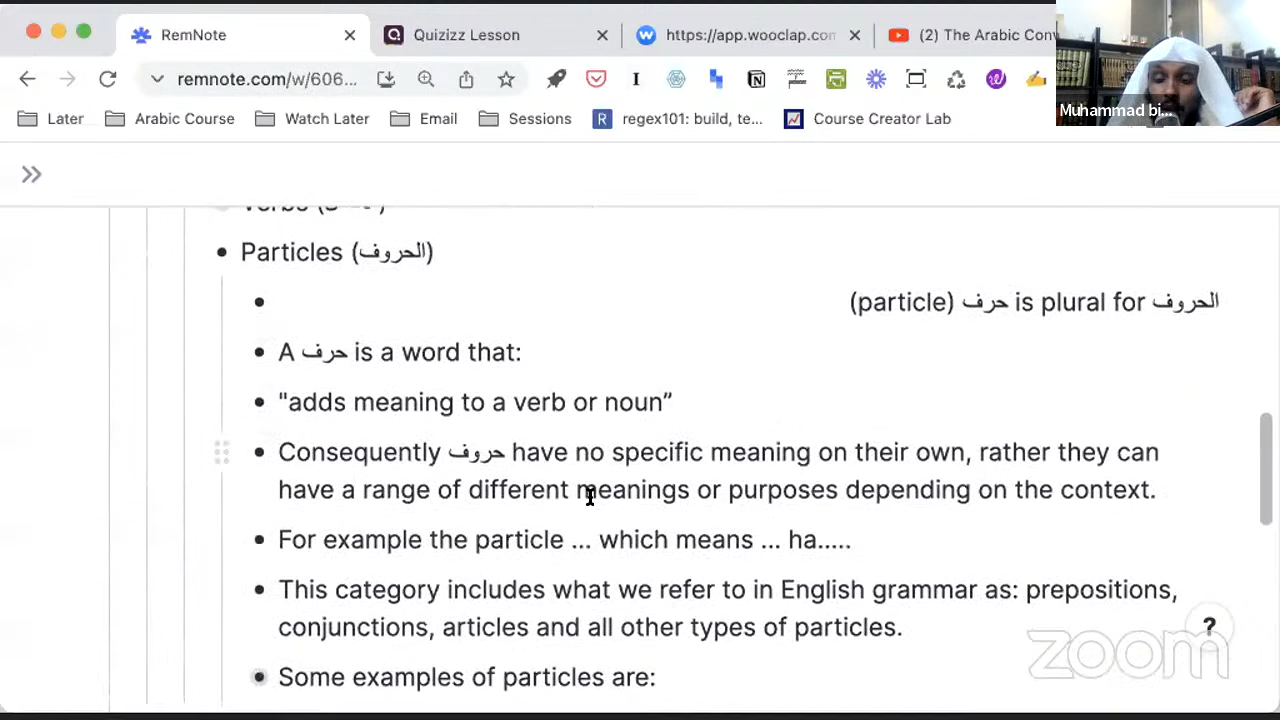 RemNote
Quizizz Lesson
https://app.wooclap.com
(2) The Arabic Con
remnote.com/w/606...
Later
Arabic Course
Watch Later
Email
Sessions
regex101: build, te...
Course Creator Lab
Muhammad bi...
Particles (الحروف)
الحروف is plural for حرف (particle)
A حرف is a word that:
"adds meaning to a verb or noun”
Consequently حروف have no specific meaning on their own, rather they can
have a range of different meanings or purposes depending on the context.
For example the particle ... which means ... ha.....
This category includes what we refer to in English grammar as: prepositions,
conjunctions, articles and all other types of particles.
Some examples of particles are:
?
zoom